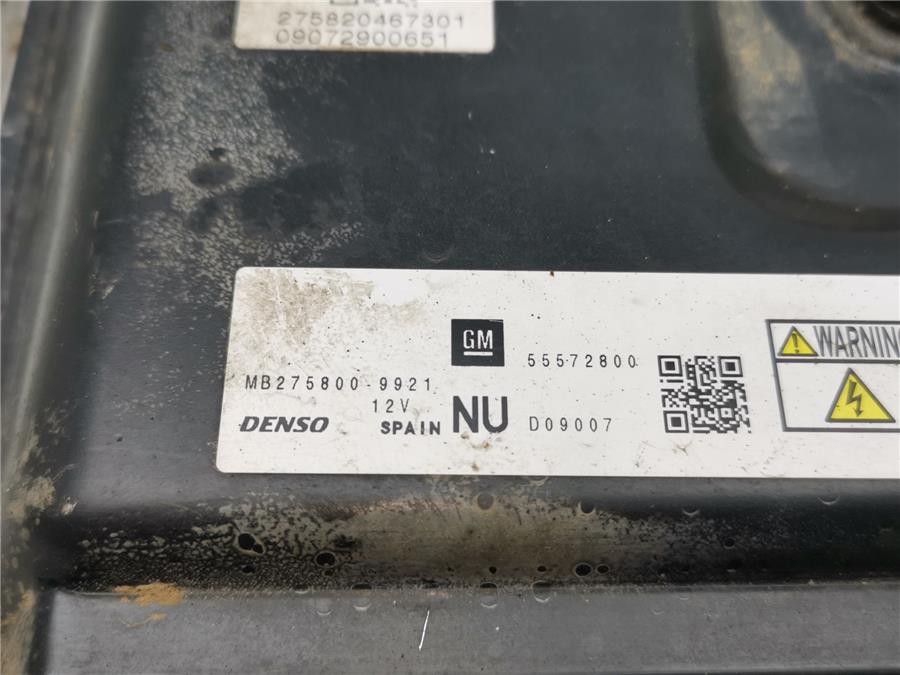 275820467301
09072900651
GM
55572800
WARNING
MB275800-9921
12V
DENSO
SPAIN
NU
D09007